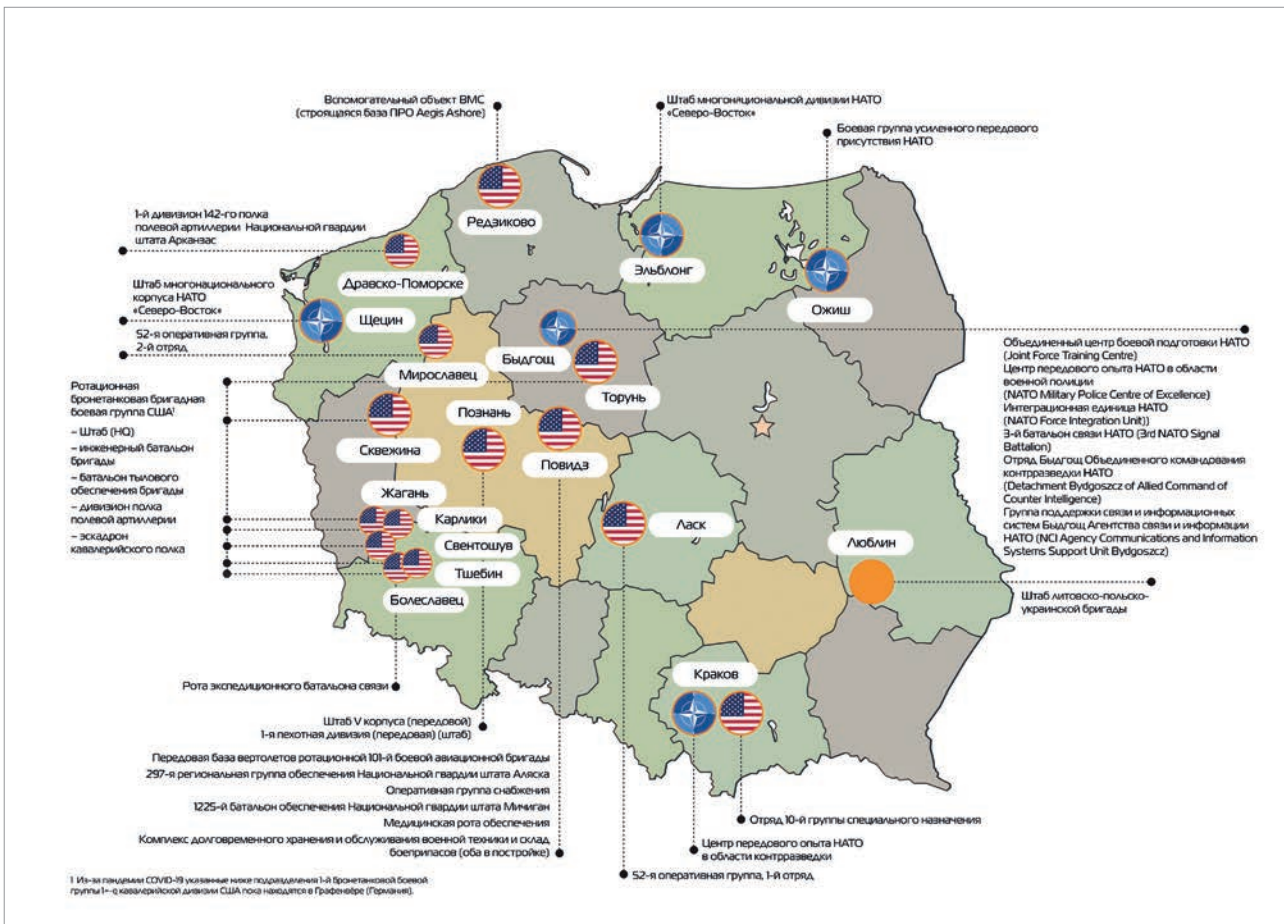 Вспомогательный объект ВМС
(строящаяся база ПРО Aegis Ashore)
Штаб многонациональной дивизии НАТО
«Северо-Восток»
Боевая группа усиленного передового
присутствия НАТО
1-й дивизион 142-го полка
полевой артиллерии Национальной гвардии
штата Арканзас
Штаб многонационального
корпуса НАТО
«Северо-Восток»
52-я оперативная группа,
2-й отряд
Ротационная
бронетанковая бригадная
боевая группа США¹
– Штаб (HQ)
– инженерный батальон
бригады
– батальон тылового
обеспечения бригады
– дивизион полка
полевой артиллерии
– эскадрон
кавалерийского полка
Редзиково
Эльблонг
Ожиш
Дравско-Поморске
Щецин
Мирославец
Быдгощ
Торунь
Сквежина
Познань
Повидз
Жагань
Карлики
Свентошув
Тшебин
Болеславец
Ласк
Люблин
Краков
Объединенный центр боевой подготовки НАТО
(Joint Force Training Centre)
Центр передового опыта НАТО в области
военной полиции
(NATO Military Police Centre of Excellence)
Интеграционная единица НАТО
(NATO Force Integration Unit))
3-й батальон связи НАТО (3rd NATO Signal
Battalion)
Отряд Быдгощ Объединенного командования
контрразведки НАТО
(Detachment Bydgoszcz of Allied Command of
Counter Intelligence)
Группа поддержки связи и информационных
систем Быдгощ Агентства связи и информации
НАТО (NCI Agency Communications and Information
Systems Support Unit Bydgoszcz)
Штаб литовско-польско-
украинской бригады
Рота экспедиционного батальона связи
Штаб V корпуса (передовой)
1-я пехотная дивизия (передовая) (штаб)
Передовая база вертолетов ротационной 101-й боевой авиационной бригады
297-я региональная группа обеспечения Национальной гвардии штата Аляска
Оперативная группа снабжения
1225-й батальон обеспечения Национальной гвардии штата Мичиган
Медицинская рота обеспечения
Комплекс долговременного хранения и обслуживания военной техники и склад
боеприпасов (оба в постройке)
Отряд 10-й группы специального назначения
Центр передового опыта НАТО
в области контрразведки
52-я оперативная группа, 1-й отряд
1 Из-за пандемии COVID-19 указанные ниже подразделения 1-й бронетанковой боевой
группы 1-й кавалерийской дивизии США пока находятся в Графенвёре (Германия).